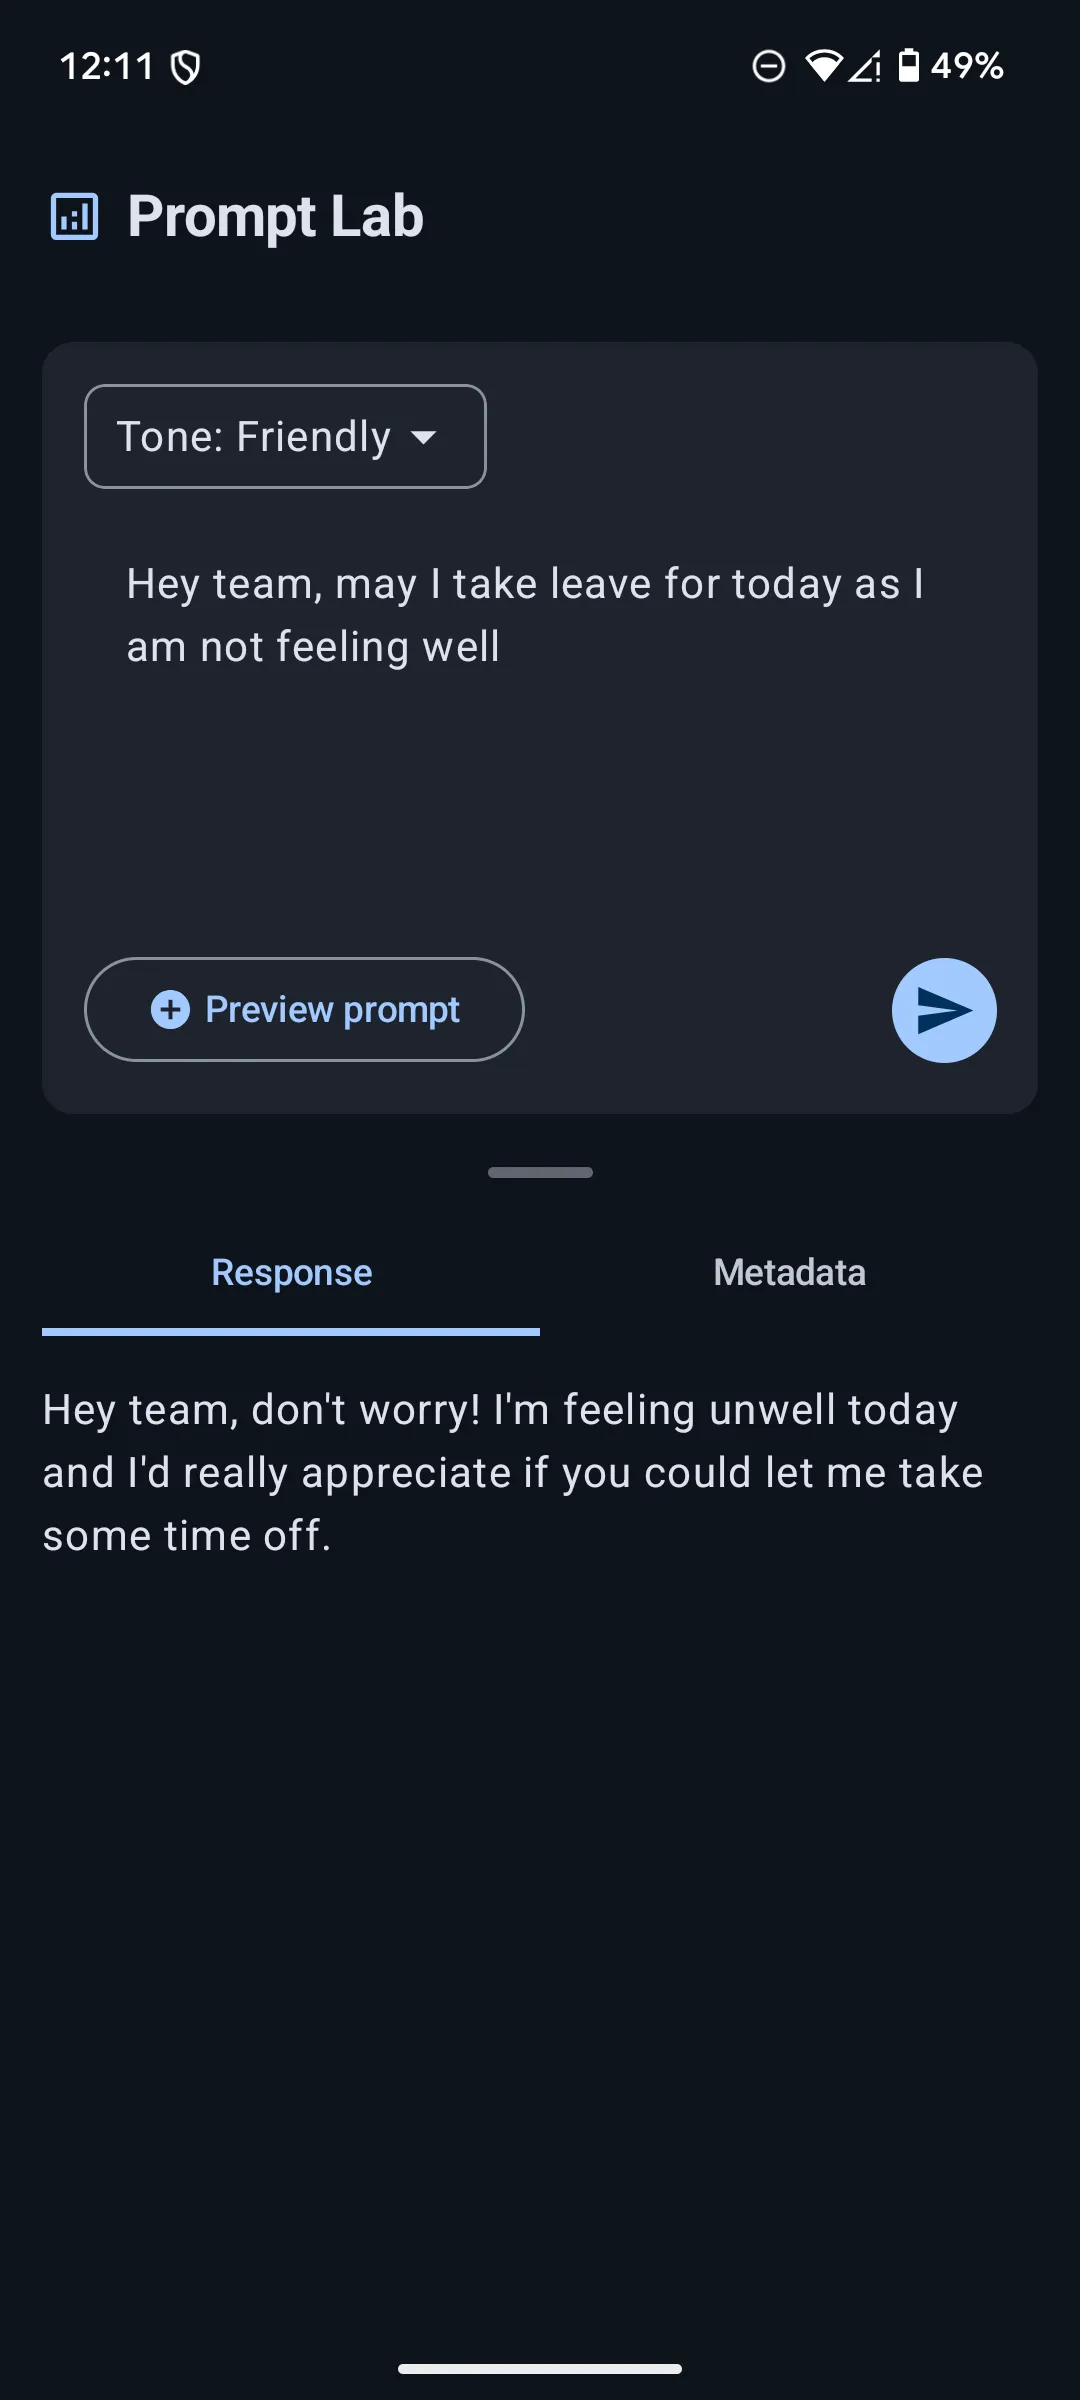 12:11 49%
Prompt Lab
Tone: Friendly
Hey team, may I take leave for today as I
am not feeling well
Preview prompt
Response Metadata
Hey team, don't worry! I'm feeling unwell today
and I'd really appreciate if you could let me take
some time off.